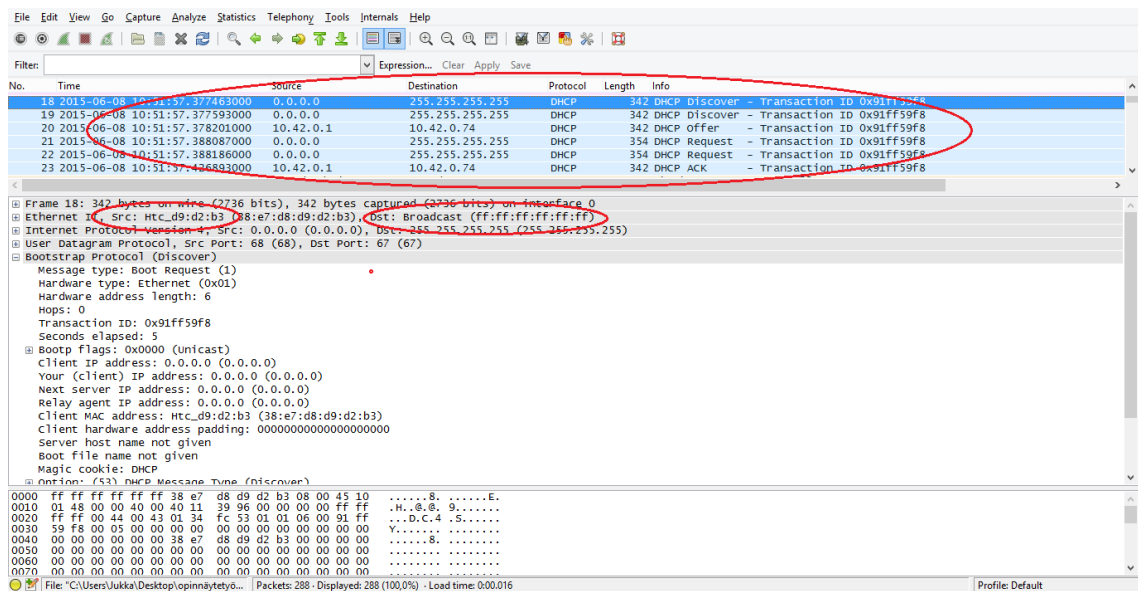 File Edit View Go Capture Analyze Statistics Telephony Tools Internals Help
Filter: Expression... Clear Apply Save
No. Time Source Destination Protocol Length Info
18 2015-06-08 10:51:57.377463000 0.0.0.0 255.255.255.255 DHCP 342 DHCP Discover - Transaction ID 0x91ff59f8
19 2015-06-08 10:51:57.377593000 0.0.0.0 255.255.255.255 DHCP 342 DHCP Discover - Transaction ID 0x91ff59f8
20 2015-06-08 10:51:57.378201000 10.42.0.1 10.42.0.74 DHCP 342 DHCP Offer - Transaction ID 0x91ff59f8
21 2015-06-08 10:51:57.388087000 0.0.0.0 255.255.255.255 DHCP 354 DHCP Request - Transaction ID 0x91ff59f8
22 2015-06-08 10:51:57.388186000 0.0.0.0 255.255.255.255 DHCP 354 DHCP Request - Transaction ID 0x91ff59f8
23 2015-06-08 10:51:57.436893000 10.42.0.1 10.42.0.74 DHCP 342 DHCP ACK - Transaction ID 0x91ff59f8
Frame 18: 342 bytes on wire (2736 bits), 342 bytes captured (2736 bits) on interface 0
Ethernet II, Src: Htc_d9:d2:b3 (38:e7:d8:d9:d2:b3), Dst: Broadcast (ff:ff:ff:ff:ff:ff)
Internet Protocol Version 4, Src: 0.0.0.0 (0.0.0.0), Dst: 255.255.255.255 (255.255.255.255)
User Datagram Protocol, Src Port: 68 (68), Dst Port: 67 (67)
Bootstrap Protocol (Discover)
Message type: Boot Request (1)
Hardware type: Ethernet (0x01)
Hardware address length: 6
Hops: 0
Transaction ID: 0x91ff59f8
Seconds elapsed: 5
Bootp flags: 0x0000 (Unicast)
Client IP address: 0.0.0.0 (0.0.0.0)
Your (client) IP address: 0.0.0.0 (0.0.0.0)
Next server IP address: 0.0.0.0 (0.0.0.0)
Relay agent IP address: 0.0.0.0 (0.0.0.0)
Client MAC address: Htc_d9:d2:b3 (38:e7:d8:d9:d2:b3)
Client hardware address padding: 00000000000000000000
Server host name not given
Boot file name not given
Magic cookie: DHCP
Option: (53) DHCP Message Type (Discover)
0000 ff ff ff ff ff ff 38 e7 d8 d9 d2 b3 08 00 45 10 ......8. ......E.
0010 01 48 00 00 40 00 40 11 39 96 00 00 00 00 ff ff .H..@.@. 9.......
0020 ff ff 00 44 00 43 01 34 fc 53 01 01 06 00 91 ff ...D.C.4 .S......
0030 59 f8 00 05 00 00 00 00 00 00 00 00 00 00 00 00 Y....... ........
0040 00 00 00 00 00 00 38 e7 d8 d9 d2 b3 00 00 00 00 ......8. ........
0050 00 00 00 00 00 00 00 00 00 00 00 00 00 00 00 00 ........ ........
0060 00 00 00 00 00 00 00 00 00 00 00 00 00 00 00 00 ........ ........
0070 00 00 00 00 00 00 00 00 00 00 00 00 00 00 00 00 ........ ........
File: "C:\Users\Jukka\Desktop\opinnäytetyö... Packets: 288 · Displayed: 288 (100,0%) · Load time: 0:00.016 Profile: Default